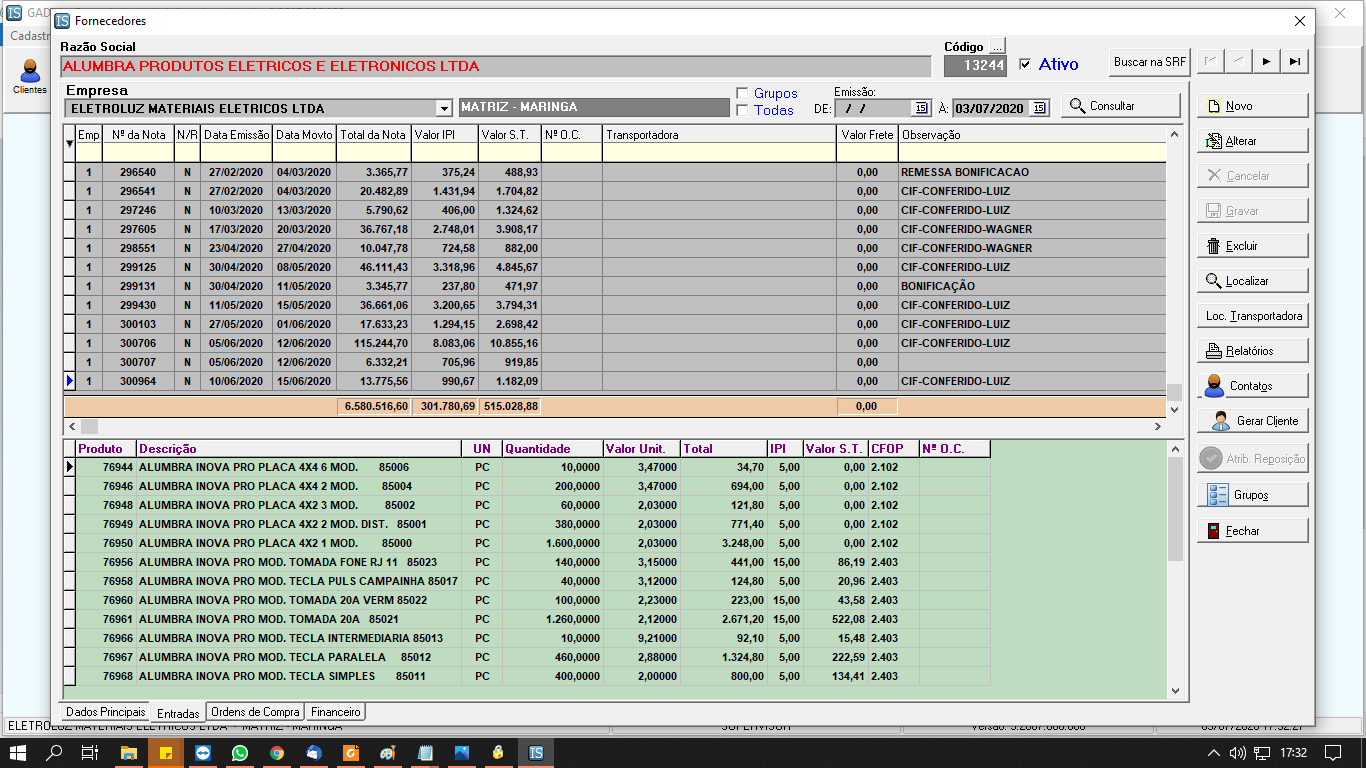 IS GAD
IS Fornecedores
Cadastr
Clientes
Razão Social
Código ...
ALUMBRA PRODUTOS ELETRICOS E ELETRONICOS LTDA
13244
Ativo
Buscar na SRF
Empresa
Grupos
Emissão:
ELETROLUZ MATERIAIS ELETRICOS LTDA
MATRIZ - MARINGA
Todas
DE: / / 15 À: 03/07/2020 15
Consultar
Novo
Alterar
Cancelar
Gravar
Excluir
Localizar
Loc. Transportadora
Relatórios
Contatos
Gerar Cliente
Atrib. Reposição
Grupos
Fechar
Emp Nº da Nota N/R Data Emissão Data Movto Total da Nota Valor IPI Valor S.T. Nº O.C. Transportadora Valor Frete Observação
1 296540 N 27/02/2020 04/03/2020 3.365,77 375,24 488,93 0,00 REMESSA BONIFICACAO
1 296541 N 27/02/2020 04/03/2020 20.482,89 1.431,94 1.704,82 0,00 CIF-CONFERIDO-LUIZ
1 297246 N 10/03/2020 13/03/2020 5.790,62 406,00 1.324,62 0,00 CIF-CONFERIDO-LUIZ
1 297605 N 17/03/2020 20/03/2020 36.767,18 2.748,01 3.908,17 0,00 CIF-CONFERIDO-WAGNER
1 298551 N 23/04/2020 27/04/2020 10.047,78 724,58 882,00 0,00 CIF-CONFERIDO-WAGNER
1 299125 N 30/04/2020 08/05/2020 46.111,43 3.318,96 4.845,67 0,00 CIF-CONFERIDO-LUIZ
1 299131 N 30/04/2020 11/05/2020 3.345,77 237,80 471,97 0,00 BONIFICAÇÃO
1 299430 N 11/05/2020 15/05/2020 36.661,06 3.200,65 3.794,31 0,00 CIF-CONFERIDO-LUIZ
1 300103 N 27/05/2020 01/06/2020 17.633,23 1.294,15 2.698,42 0,00 CIF-CONFERIDO-LUIZ
1 300706 N 05/06/2020 12/06/2020 115.244,70 8.083,06 10.855,16 0,00 CIF-CONFERIDO-LUIZ
1 300707 N 05/06/2020 12/06/2020 6.332,21 705,96 919,85 0,00
1 300964 N 10/06/2020 15/06/2020 13.775,56 990,67 1.182,09 0,00 CIF-CONFERIDO-LUIZ
6.580.516,60 301.780,69 515.028,88 0,00
Produto Descrição UN Quantidade Valor Unit. Total IPI Valor S.T. CFOP Nº O.C.
76944 ALUMBRA INOVA PRO PLACA 4X4 6 MOD. 85006 PC 10,0000 3,47000 34,70 5,00 0,00 2.102
76946 ALUMBRA INOVA PRO PLACA 4X4 2 MOD. 85004 PC 200,0000 3,47000 694,00 5,00 0,00 2.102
76948 ALUMBRA INOVA PRO PLACA 4X2 3 MOD. 85002 PC 60,0000 2,03000 121,80 5,00 0,00 2.102
76949 ALUMBRA INOVA PRO PLACA 4X2 2 MOD. DIST. 85001 PC 380,0000 2,03000 771,40 5,00 0,00 2.102
76950 ALUMBRA INOVA PRO PLACA 4X2 1 MOD. 85000 PC 1.600,0000 2,03000 3.248,00 5,00 0,00 2.102
76956 ALUMBRA INOVA PRO MOD. TOMADA FONE RJ 11 85023 PC 140,0000 3,15000 441,00 15,00 86,19 2.403
76958 ALUMBRA INOVA PRO MOD. TECLA PULS CAMPAINHA 85017 PC 40,0000 3,12000 124,80 5,00 20,96 2.403
76960 ALUMBRA INOVA PRO MOD. TOMADA 20A VERM 85022 PC 100,0000 2,23000 223,00 15,00 43,58 2.403
76961 ALUMBRA INOVA PRO MOD. TOMADA 20A 85021 PC 1.260,0000 2,12000 2.671,20 15,00 522,08 2.403
76966 ALUMBRA INOVA PRO MOD. TECLA INTERMEDIARIA 85013 PC 10,0000 9,21000 92,10 5,00 15,48 2.403
76967 ALUMBRA INOVA PRO MOD. TECLA PARALELA 85012 PC 460,0000 2,88000 1.324,80 5,00 222,59 2.403
76968 ALUMBRA INOVA PRO MOD. TECLA SIMPLES 85011 PC 400,0000 2,00000 800,00 5,00 134,41 2.403
Dados Principais Entradas Ordens de Compra Financeiro
ELETROLUZ MATERIAIS ELETRICOS LTDA - MATRIZ - MARINGA SUPERVISOR 03/07/2020 17:32:27
IS 17:32